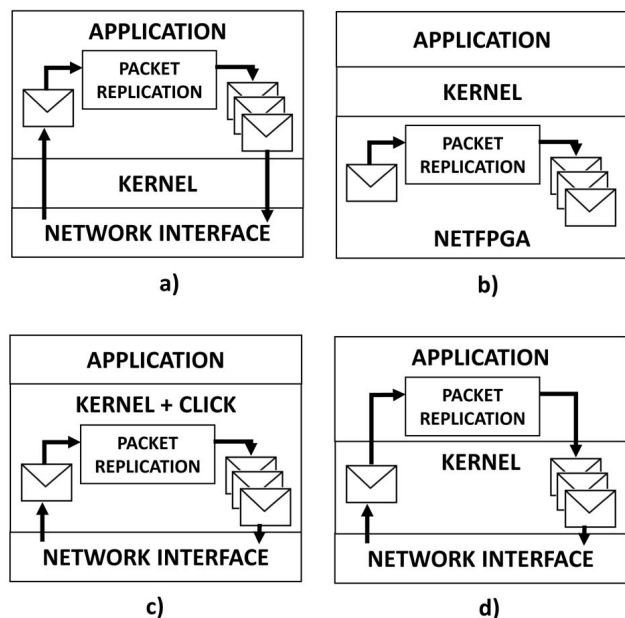 APPLICATION
PACKET
REPLICATION
KERNEL
NETWORK INTERFACE
a)
APPLICATION
KERNEL
PACKET
REPLICATION
NETFPGA
b)
APPLICATION
KERNEL + CLICK
PACKET
REPLICATION
NETWORK INTERFACE
c)
APPLICATION
PACKET
REPLICATION
KERNEL
NETWORK INTERFACE
d)